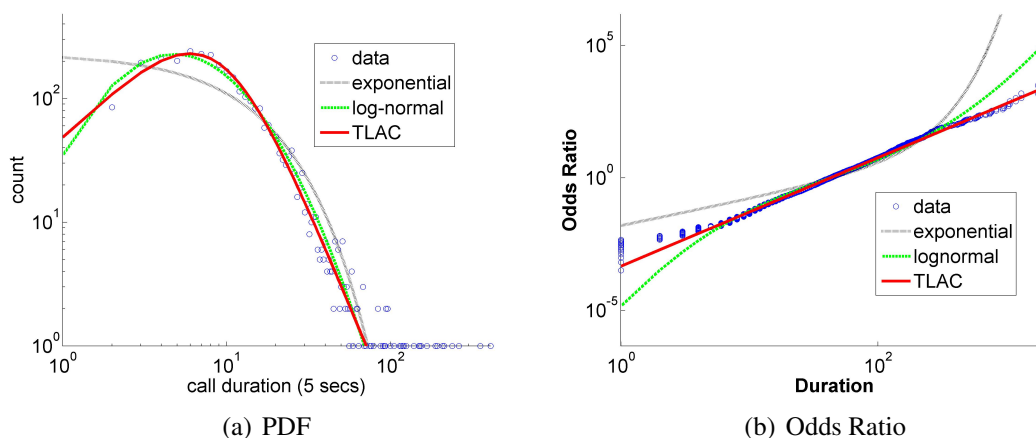 10^2
10^1
10^0
count
10^0
10^1
10^2
call duration (5 secs)
data
exponential
log-normal
TLAC
(a) PDF
10^5
10^0
10^-5
Odds Ratio
10^0
10^2
Duration
data
exponential
lognormal
TLAC
(b) Odds Ratio